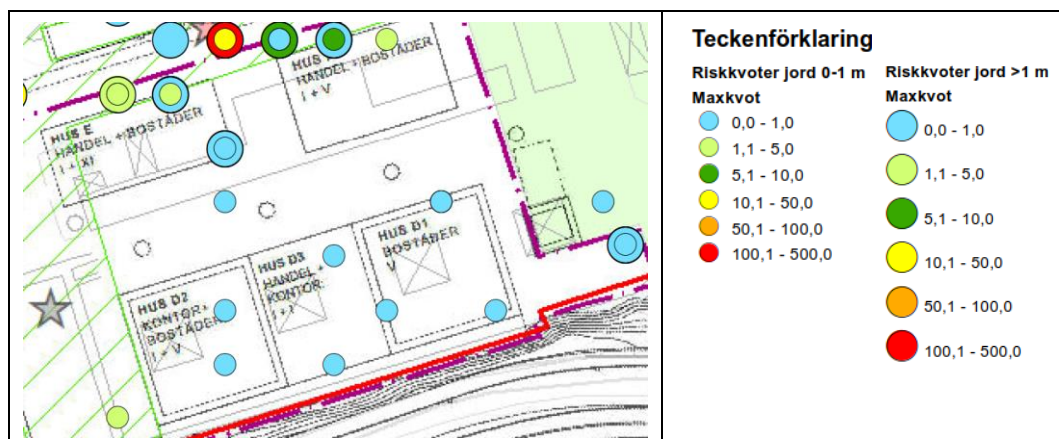 HANDEL + BOSTÄDER
I + V
HUS E
HANDEL + BOSTÄDER
I + XI
HUS D1
BOSTÄDER
V
HUS D3
HANDEL +
KONTOR
I + I
HUS D2
KONTOR+
BOSTÄDER
I + V
Teckenförklaring
Riskkvoter jord 0-1 m
Maxkvot
0,0 - 1,0
1,1 - 5,0
5,1 - 10,0
10,1 - 50,0
50,1 - 100,0
100,1 - 500,0
Riskkvoter jord >1 m
Maxkvot
0,0 - 1,0
1,1 - 5,0
5,1 - 10,0
10,1 - 50,0
50,1 - 100,0
100,1 - 500,0